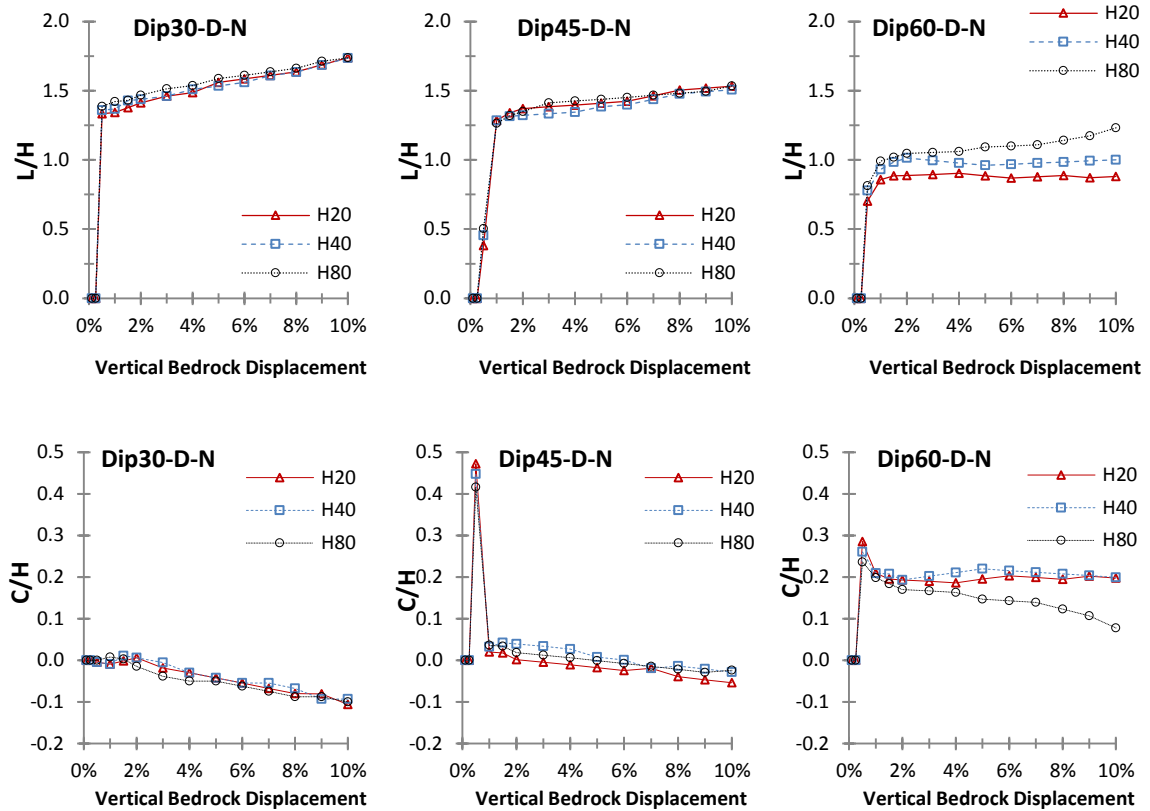 Dip30-D-N
L/H
2.0
1.5
1.0
0.5
0.0
H20
H40
H80
0% 2% 4% 6% 8% 10%
Vertical Bedrock Displacement
Dip45-D-N
L/H
2.0
1.5
1.0
0.5
0.0
H20
H40
H80
0% 2% 4% 6% 8% 10%
Vertical Bedrock Displacement
Dip60-D-N
L/H
2.0
1.5
1.0
0.5
0.0
H20
H40
H80
0% 2% 4% 6% 8% 10%
Vertical Bedrock Displacement
Dip30-D-N
C/H
0.5
0.4
0.3
0.2
0.1
0.0
-0.1
-0.2
H20
H40
H80
0% 2% 4% 6% 8% 10%
Vertical Bedrock Displacement
Dip45-D-N
C/H
0.5
0.4
0.3
0.2
0.1
0.0
-0.1
-0.2
H20
H40
H80
0% 2% 4% 6% 8% 10%
Vertical Bedrock Displacement
Dip60-D-N
C/H
0.5
0.4
0.3
0.2
0.1
0.0
-0.1
-0.2
H20
H40
H80
0% 2% 4% 6% 8% 10%
Vertical Bedrock Displacement